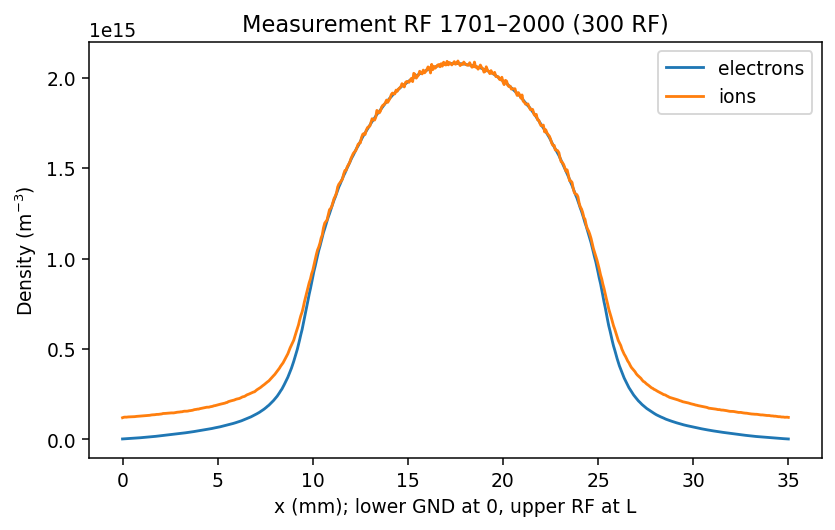 Measurement RF 1701–2000 (300 RF)
1e15
electrons
ions
2.0
1.5
1.0
0.5
0.0
Density (m⁻³)
0 5 10 15 20 25 30 35
x (mm); lower GND at 0, upper RF at L